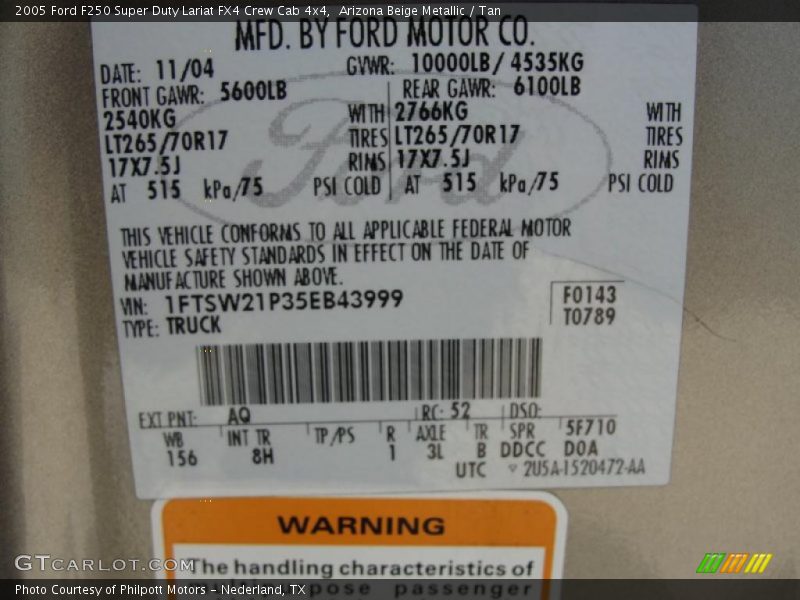 2005 Ford F250 Super Duty Lariat FX4 Crew Cab 4x4, Arizona Beige Metallic / Tan
MFD. BY FORD MOTOR CO.
DATE: 11/04 GVWR: 10000LB/ 4535KG
FRONT GAWR: 5600LB REAR GAWR: 6100LB
2540KG WITH 2766KG WITH
LT265/70R17 TIRES LT265/70R17 TIRES
17X7.5J RIMS 17X7.5J RIMS
AT 515 kPa/75 PSI COLD AT 515 kPa/75 PSI COLD
Ford
THIS VEHICLE CONFORMS TO ALL APPLICABLE FEDERAL MOTOR
VEHICLE SAFETY STANDARDS IN EFFECT ON THE DATE OF
MANUFACTURE SHOWN ABOVE.
VIN: 1FTSW21P35EB43999 F0143
TYPE: TRUCK T0789
EXT PNT: AQ RC: 52 DSO:
WB INT TR TP/PS R AXLE TR SPR 5F710
156 8H 1 3L B DDCC DOA
UTC 2U5A-1520472-AA
WARNING
The handling characteristics of
multipurpose passenger
GTCARLOT.COM
Photo Courtesy of Philpott Motors - Nederland, TX